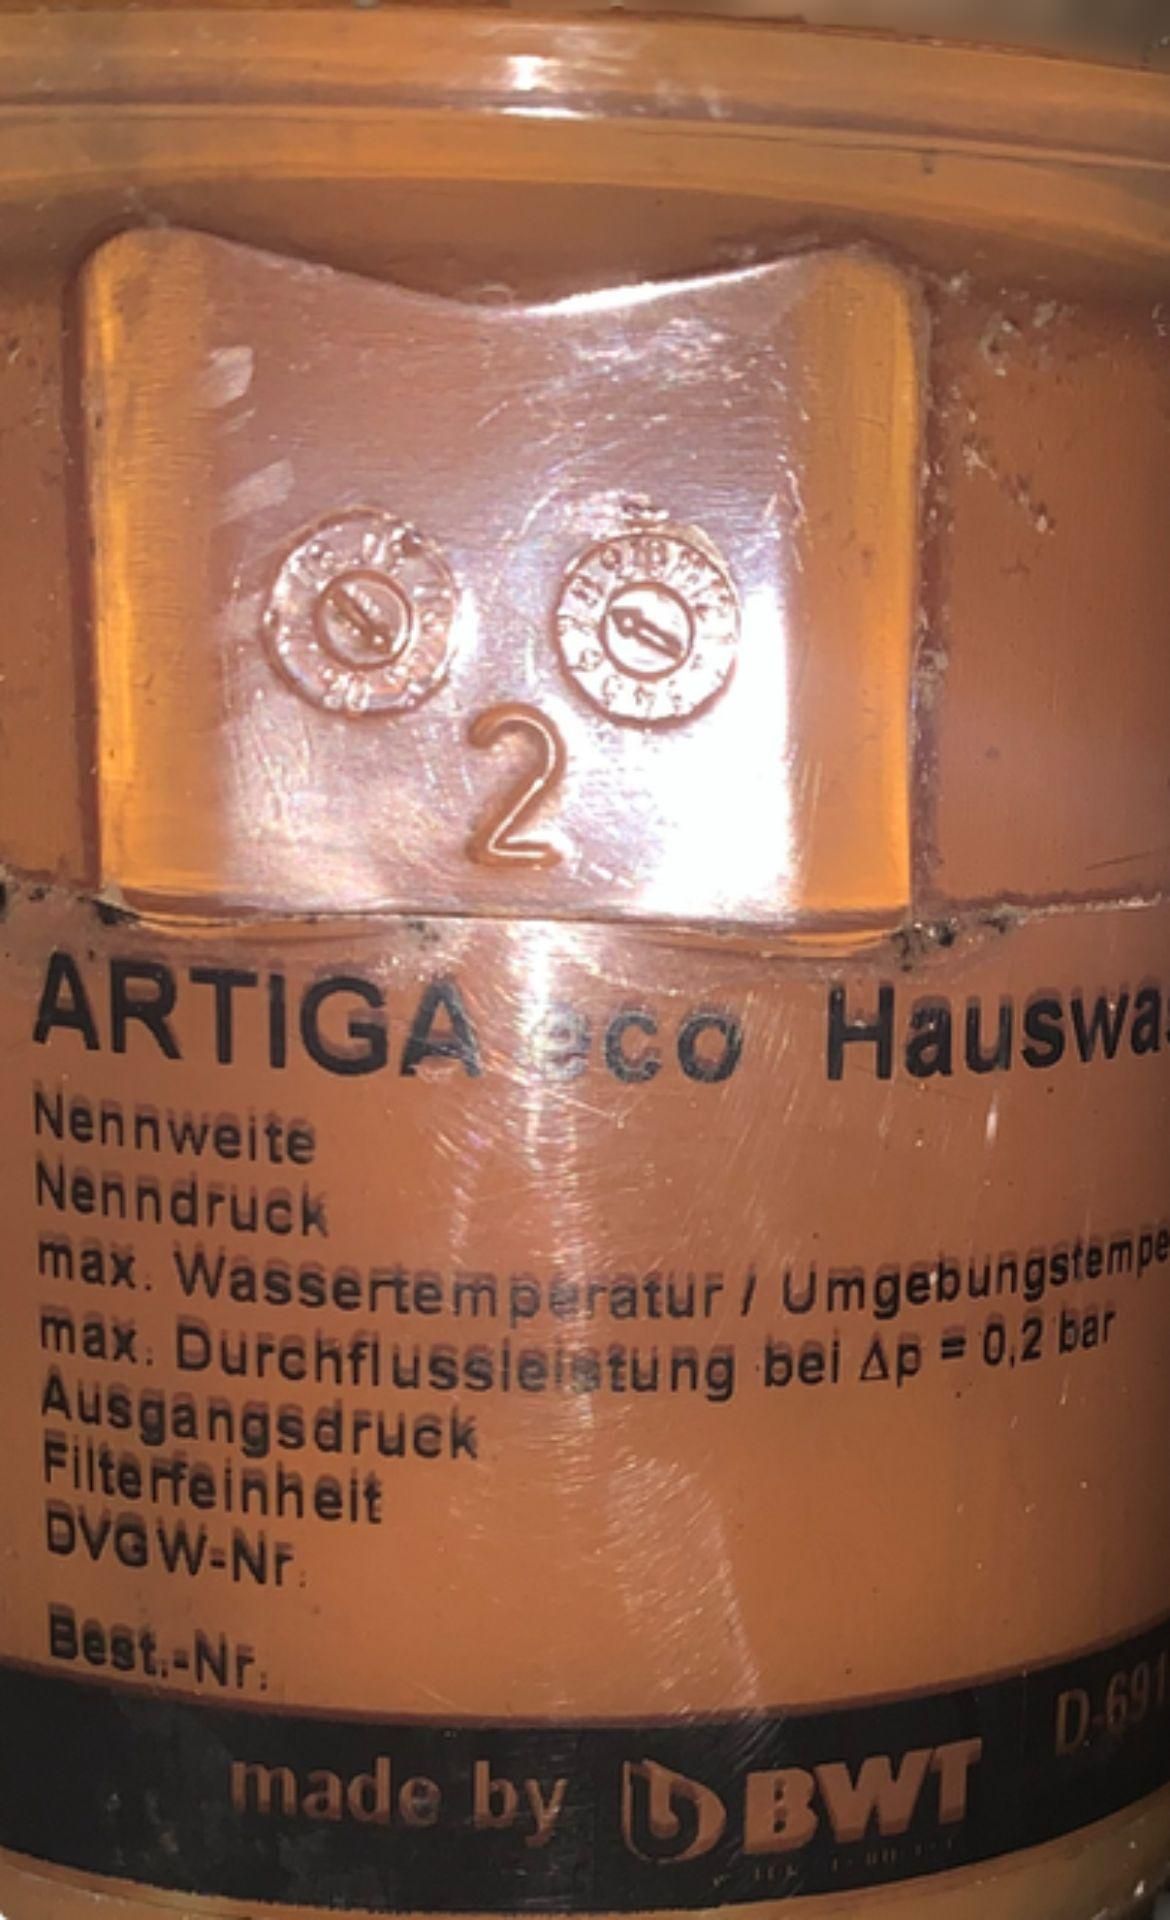 2
ARTIGA eco Hauswa
Nennweite
Nenndruck
max. Wassertemperatur / Umgebungstempe
max. Durchflussleistung bei Δp = 0,2 bar
Ausgangsdruck
Filterfeinheit
DVGW-Nr.
Best.-Nr.
D-691
made by BWT